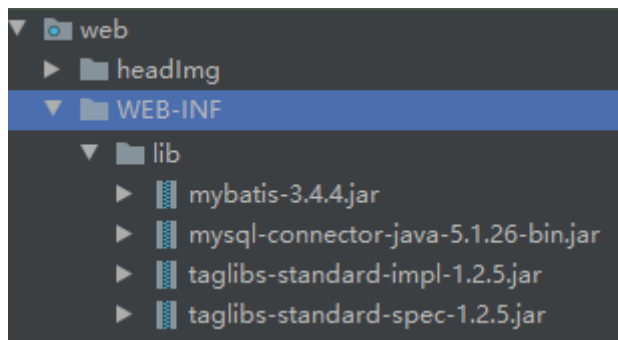 web
headImg
WEB-INF
lib
mybatis-3.4.4.jar
mysql-connector-java-5.1.26-bin.jar
taglibs-standard-impl-1.2.5.jar
taglibs-standard-spec-1.2.5.jar